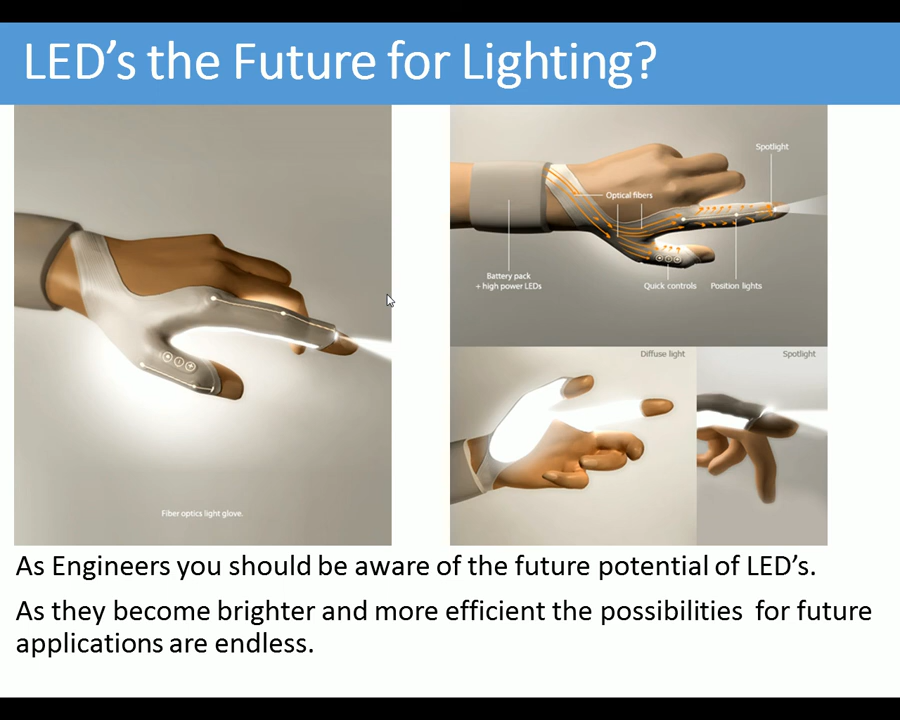 LED's the Future for Lighting?
Fiber optics light glove.
Spotlight
Optical fibers
Battery pack
+ high power LEDs
Quick controls
Position lights
Diffuse light
Spotlight
As Engineers you should be aware of the future potential of LED's.
As they become brighter and more efficient the possibilities for future
applications are endless.